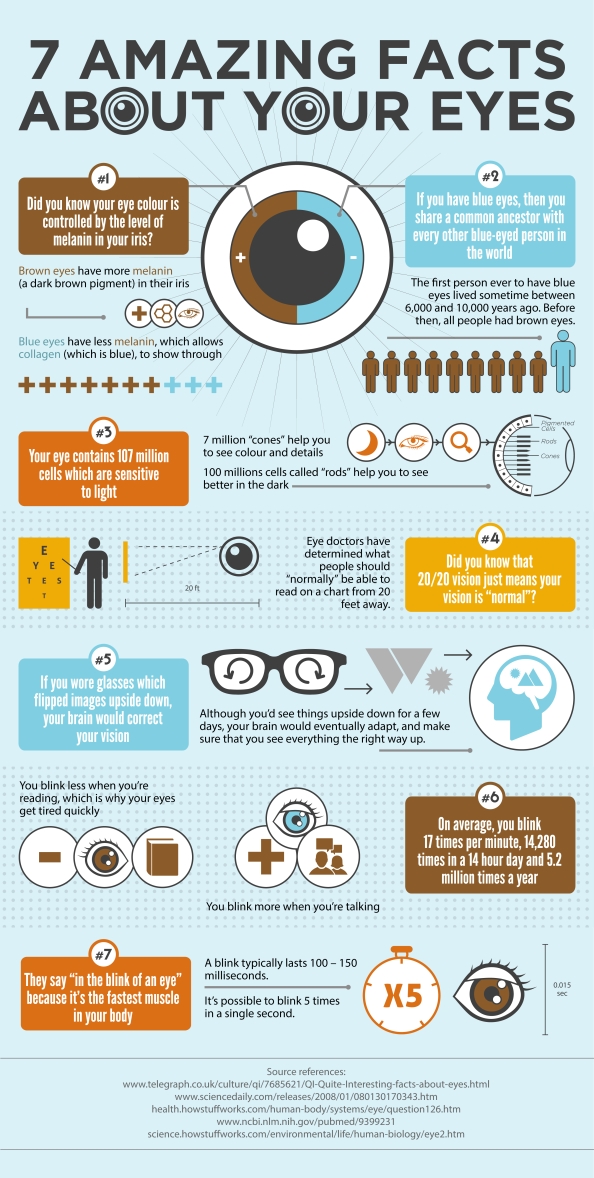 7 AMAZING FACTS
ABOUT YOUR EYES
#1
Did you know your eye colour is
controlled by the level of
melanin in your iris?
Brown eyes have more melanin
(a dark brown pigment) in their iris
Blue eyes have less melanin, which allows
collagen (which is blue), to show through
+
-
#2
If you have blue eyes, then you
share a common ancestor with
every other blue-eyed person in
the world
The first person ever to have blue
eyes lived sometime between
6,000 and 10,000 years ago. Before
then, all people had brown eyes.
#3
Your eye contains 107 million
cells which are sensitive
to light
7 million “cones” help you
to see colour and details
100 millions cells called “rods” help you to see
better in the dark
Pigmented
Cells
Rods
Cones
E
Y E
T E S
T
20 ft
Eye doctors have
determined what
people should
“normally” be able to
read on a chart from 20
feet away.
#4
Did you know that
20/20 vision just means your
vision is “normal”?
#5
If you wore glasses which
flipped images upside down,
your brain would correct
your vision
Although you’d see things upside down for a few
days, your brain would eventually adapt, and make
sure that you see everything the right way up.
You blink less when you’re
reading, which is why your eyes
get tired quickly
You blink more when you’re talking
#6
On average, you blink
17 times per minute, 14,280
times in a 14 hour day and 5.2
million times a year
#7
They say “in the blink of an eye”
because it’s the fastest muscle
in your body
A blink typically lasts 100 – 150
milliseconds.
It’s possible to blink 5 times
in a single second.
X5
0.015
sec
Source references:
www.telegraph.co.uk/culture/qi/7685621/QI-Quite-Interesting-facts-about-eyes.html
www.sciencedaily.com/releases/2008/01/080130170343.htm
health.howstuffworks.com/human-body/systems/eye/question126.htm
www.ncbi.nlm.nih.gov/pubmed/9399231
science.howstuffworks.com/environmental/life/human-biology/eye2.htm